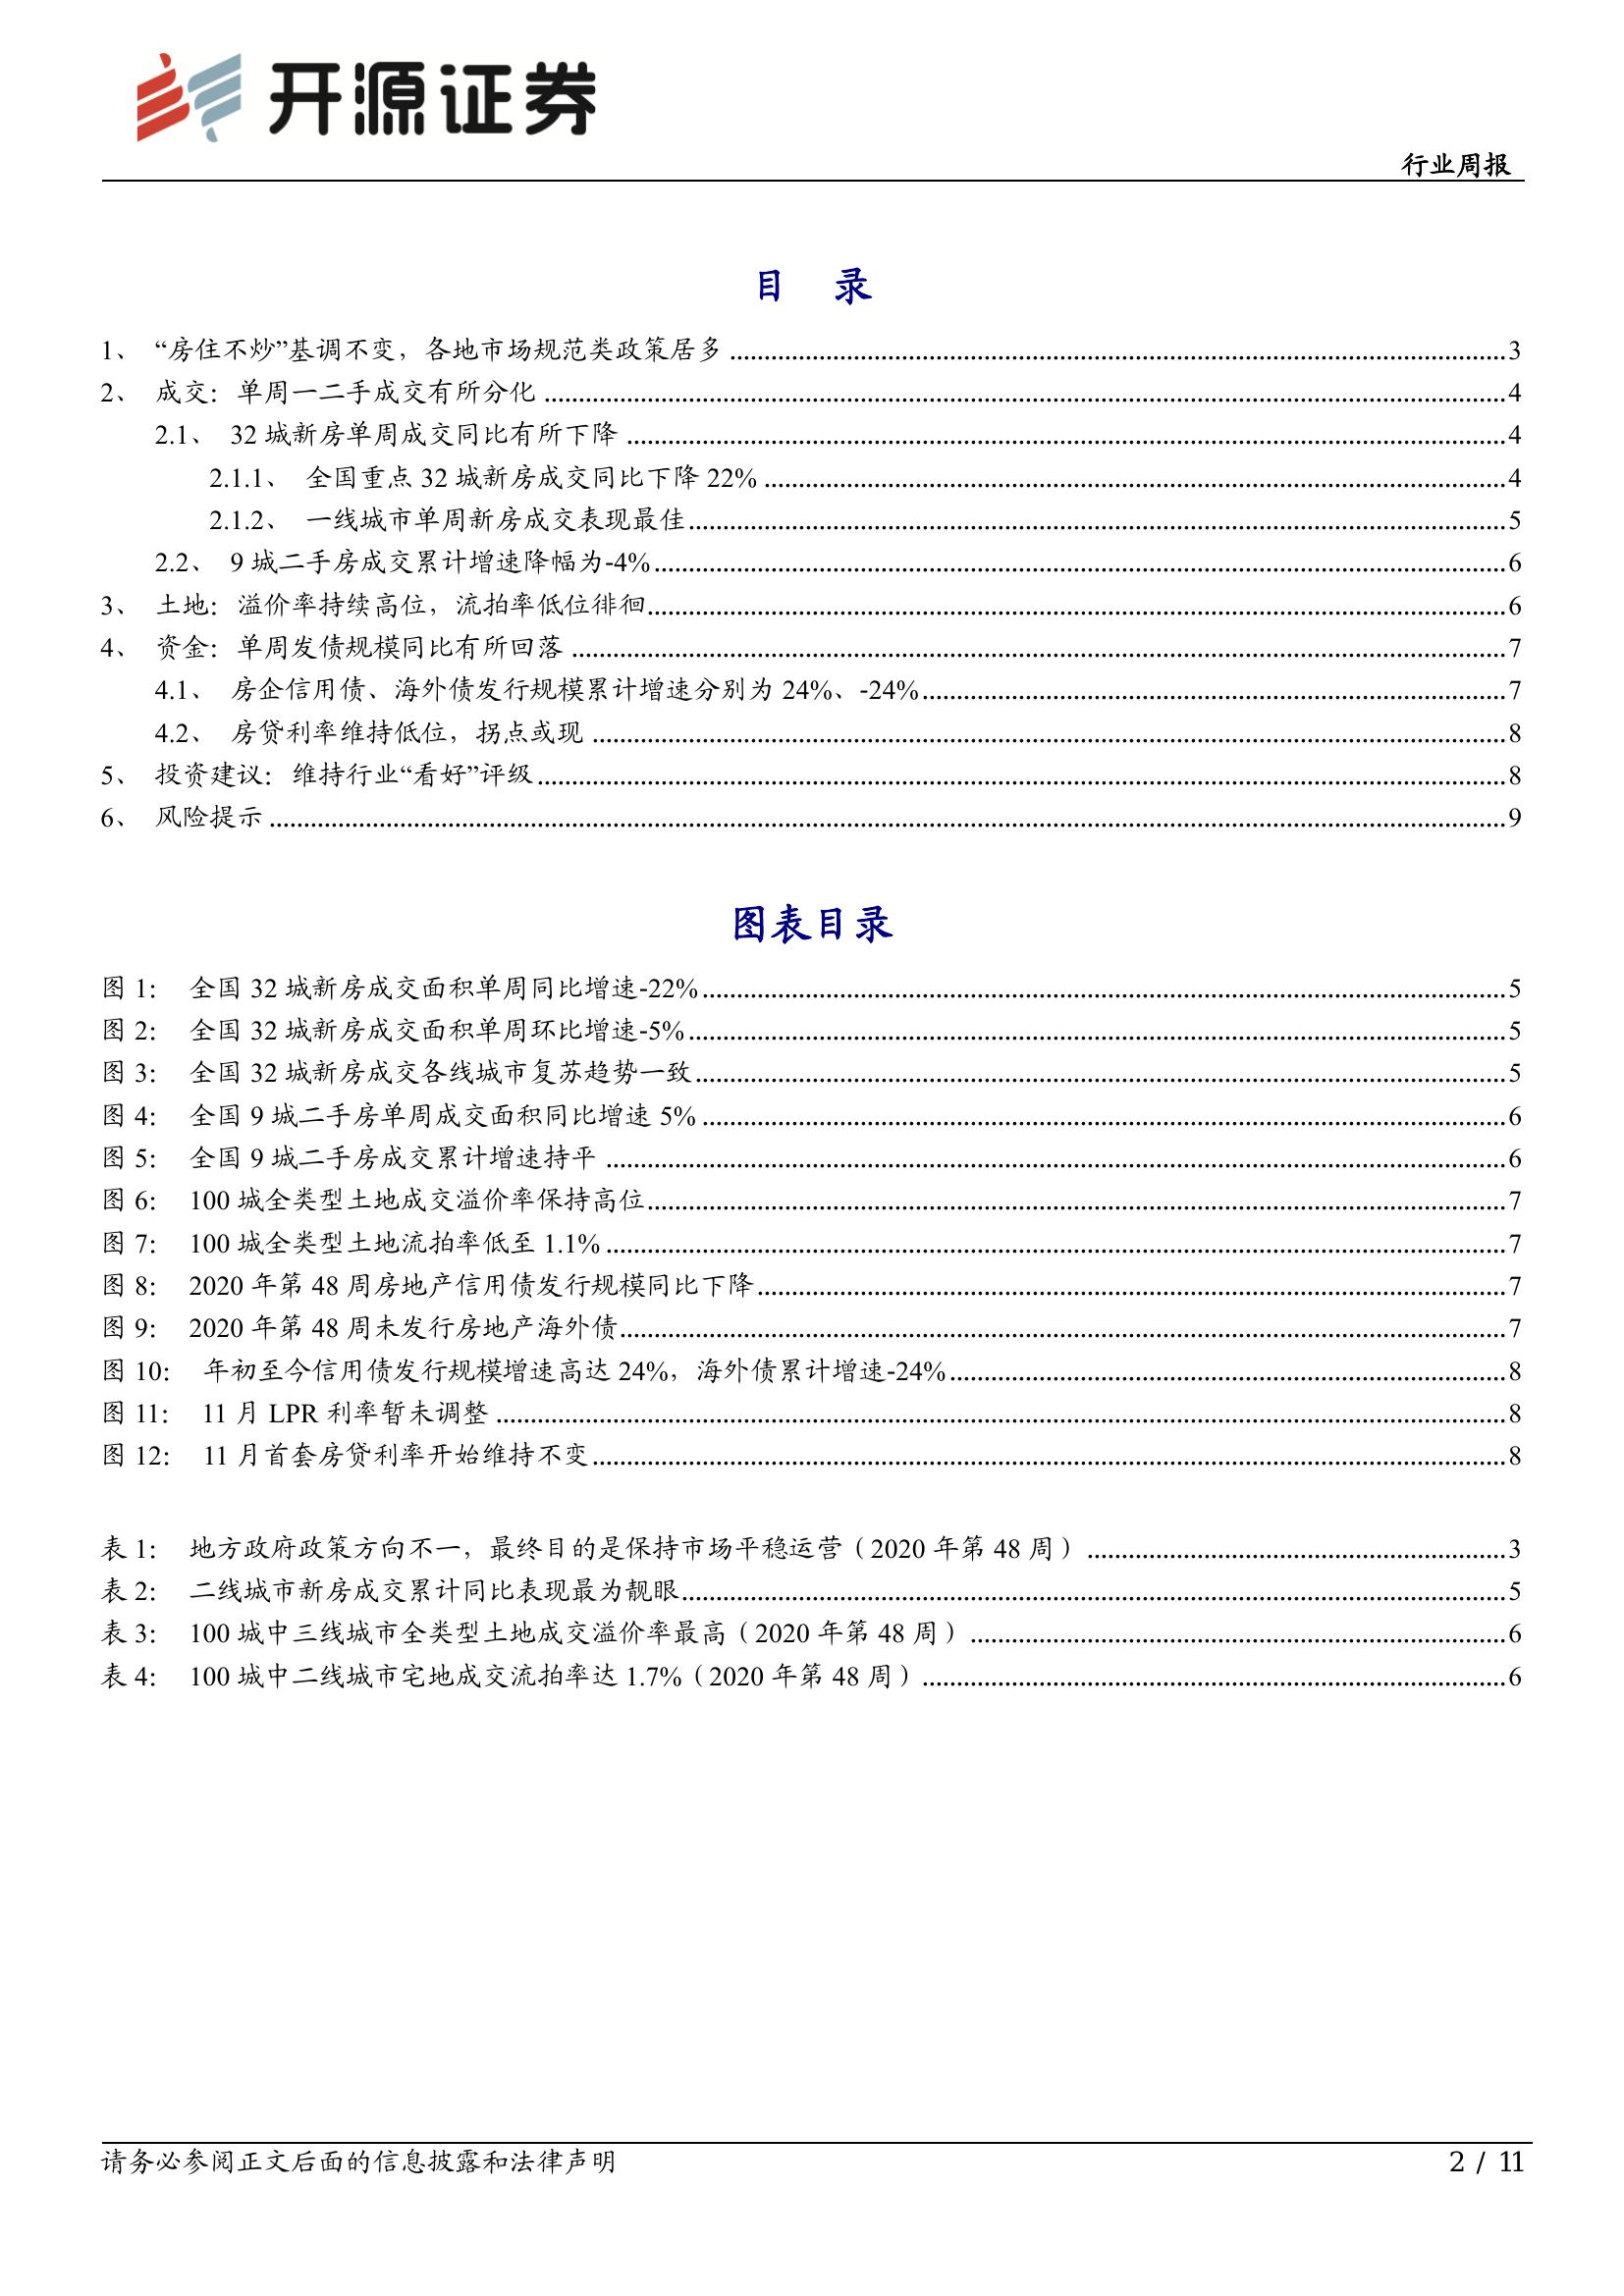 开源证券
行业周报
目 录
1、 “房住不炒”基调不变，各地市场规范类政策居多 3
2、 成交：单周一二手成交有所分化 4
2.1、 32 城新房单周成交同比有所下降 4
2.1.1、 全国重点 32 城新房成交同比下降 22% 4
2.1.2、 一线城市单周新房成交表现最佳 5
2.2、 9 城二手房成交累计增速降幅为-4% 6
3、 土地：溢价率持续高位，流拍率低位徘徊 6
4、 资金：单周发债规模同比有所回落 7
4.1、 房企信用债、海外债发行规模累计增速分别为 24%、-24% 7
4.2、 房贷利率维持低位，拐点或现 8
5、 投资建议：维持行业“看好”评级 8
6、 风险提示 9
图表目录
图 1： 全国 32 城新房成交面积单周同比增速-22% 5
图 2： 全国 32 城新房成交面积单周环比增速-5% 5
图 3： 全国 32 城新房成交各线城市复苏趋势一致 5
图 4： 全国 9 城二手房单周成交面积同比增速 5% 6
图 5： 全国 9 城二手房成交累计增速持平 6
图 6： 100 城全类型土地成交溢价率保持高位 7
图 7： 100 城全类型土地流拍率低至 1.1% 7
图 8： 2020 年第 48 周房地产信用债发行规模同比下降 7
图 9： 2020 年第 48 周未发行房地产海外债 7
图 10： 年初至今信用债发行规模增速高达 24%，海外债累计增速-24% 8
图 11： 11 月 LPR 利率暂未调整 8
图 12： 11 月首套房贷利率开始维持不变 8
表 1： 地方政府政策方向不一，最终目的是保持市场平稳运营（2020 年第 48 周） 3
表 2： 二线城市新房成交累计同比表现最为靓眼 5
表 3： 100 城中三线城市全类型土地成交溢价率最高（2020 年第 48 周） 6
表 4： 100 城中二线城市宅地成交流拍率达 1.7%（2020 年第 48 周） 6
请务必参阅正文后面的信息披露和法律声明
2 / 11